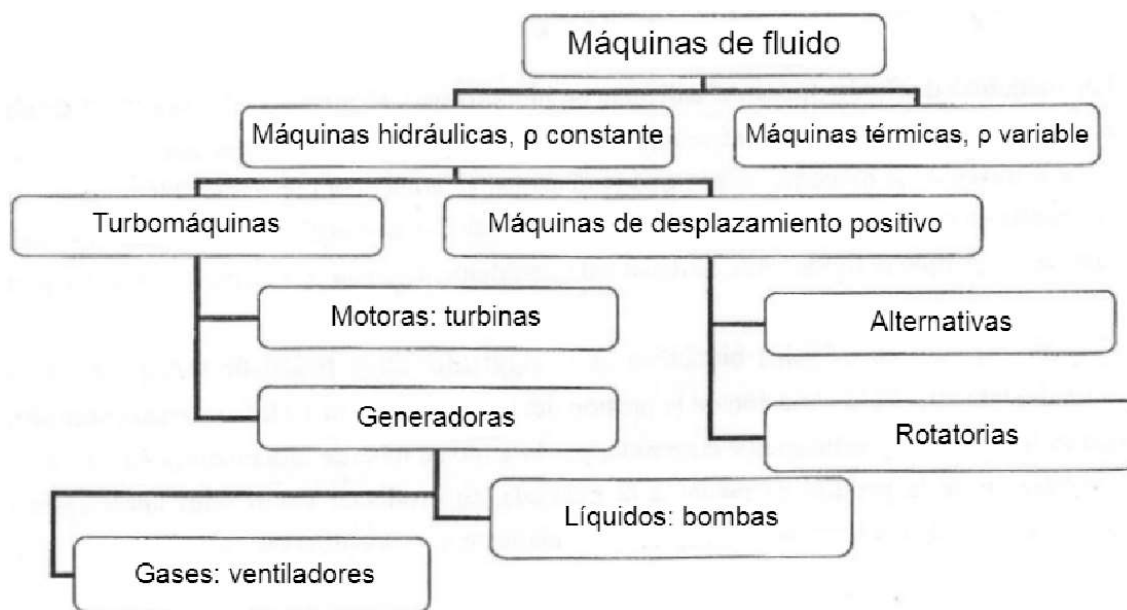 Máquinas de fluido
Máquinas hidráulicas, ρ constante
Máquinas térmicas, ρ variable
Turbomáquinas
Máquinas de desplazamiento positivo
Motoras: turbinas
Alternativas
Generadoras
Rotatorias
Líquidos: bombas
Gases: ventiladores